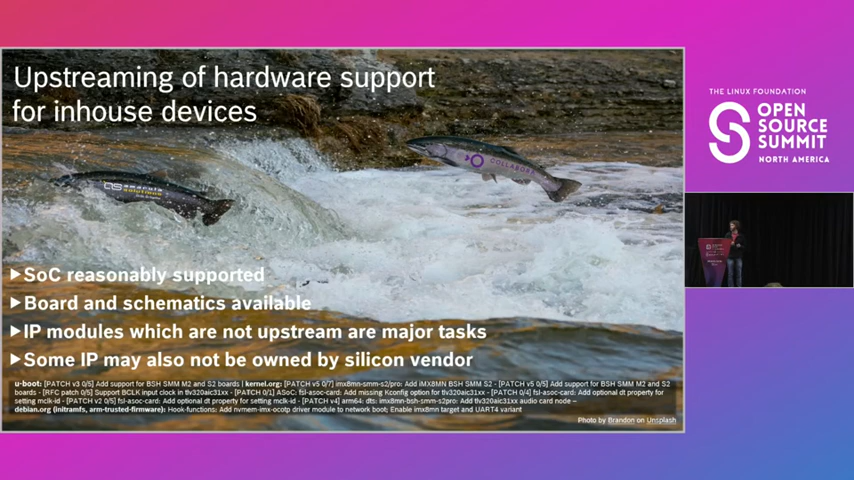 Upstreaming of hardware support
for inhouse devices
COLLABORA
solutions
SoC reasonably supported
Board and schematics available
IP modules which are not upstream are major tasks
Some IP may also not be owned by silicon vendor
u-boot: [PATCH v3 0/5] Add support for BSH SMM M2 and S2 boards | kernel.org: [PATCH v5 0/7] imx8mn-smm-s2/pro: Add iMX8MN BSH SMM S2 - [PATCH v5 0/5] Add support for BSH SMM M2 and S2
boards - [RFC patch 0/5] Support BCLK input clock in tlv320aic31xx - [PATCH 0/1] ASoC: fsl-asoc-card: Add missing Kconfig option for tlv320aic31xx - [PATCH 0/4] fsl-asoc-card: Add optional dt property for
setting mclk-id - [PATCH v2 0/5] fsl-asoc-card: Add optional dt property for setting mclk-id - [PATCH v4] arm64: dts: imx8mn-bsh-smm-s2pro: Add tlv320aic31xx audio card node –
debian.org (initramfs, arm-trusted-firmware): Hook-functions: Add nvmem-imx-ocotp driver module to network boot; Enable imx8mn target and UART4 variant
Photo by Brandon on Unsplash
THE LINUX FOUNDATION
OPEN
SOURCE
SUMMIT
NORTH AMERICA